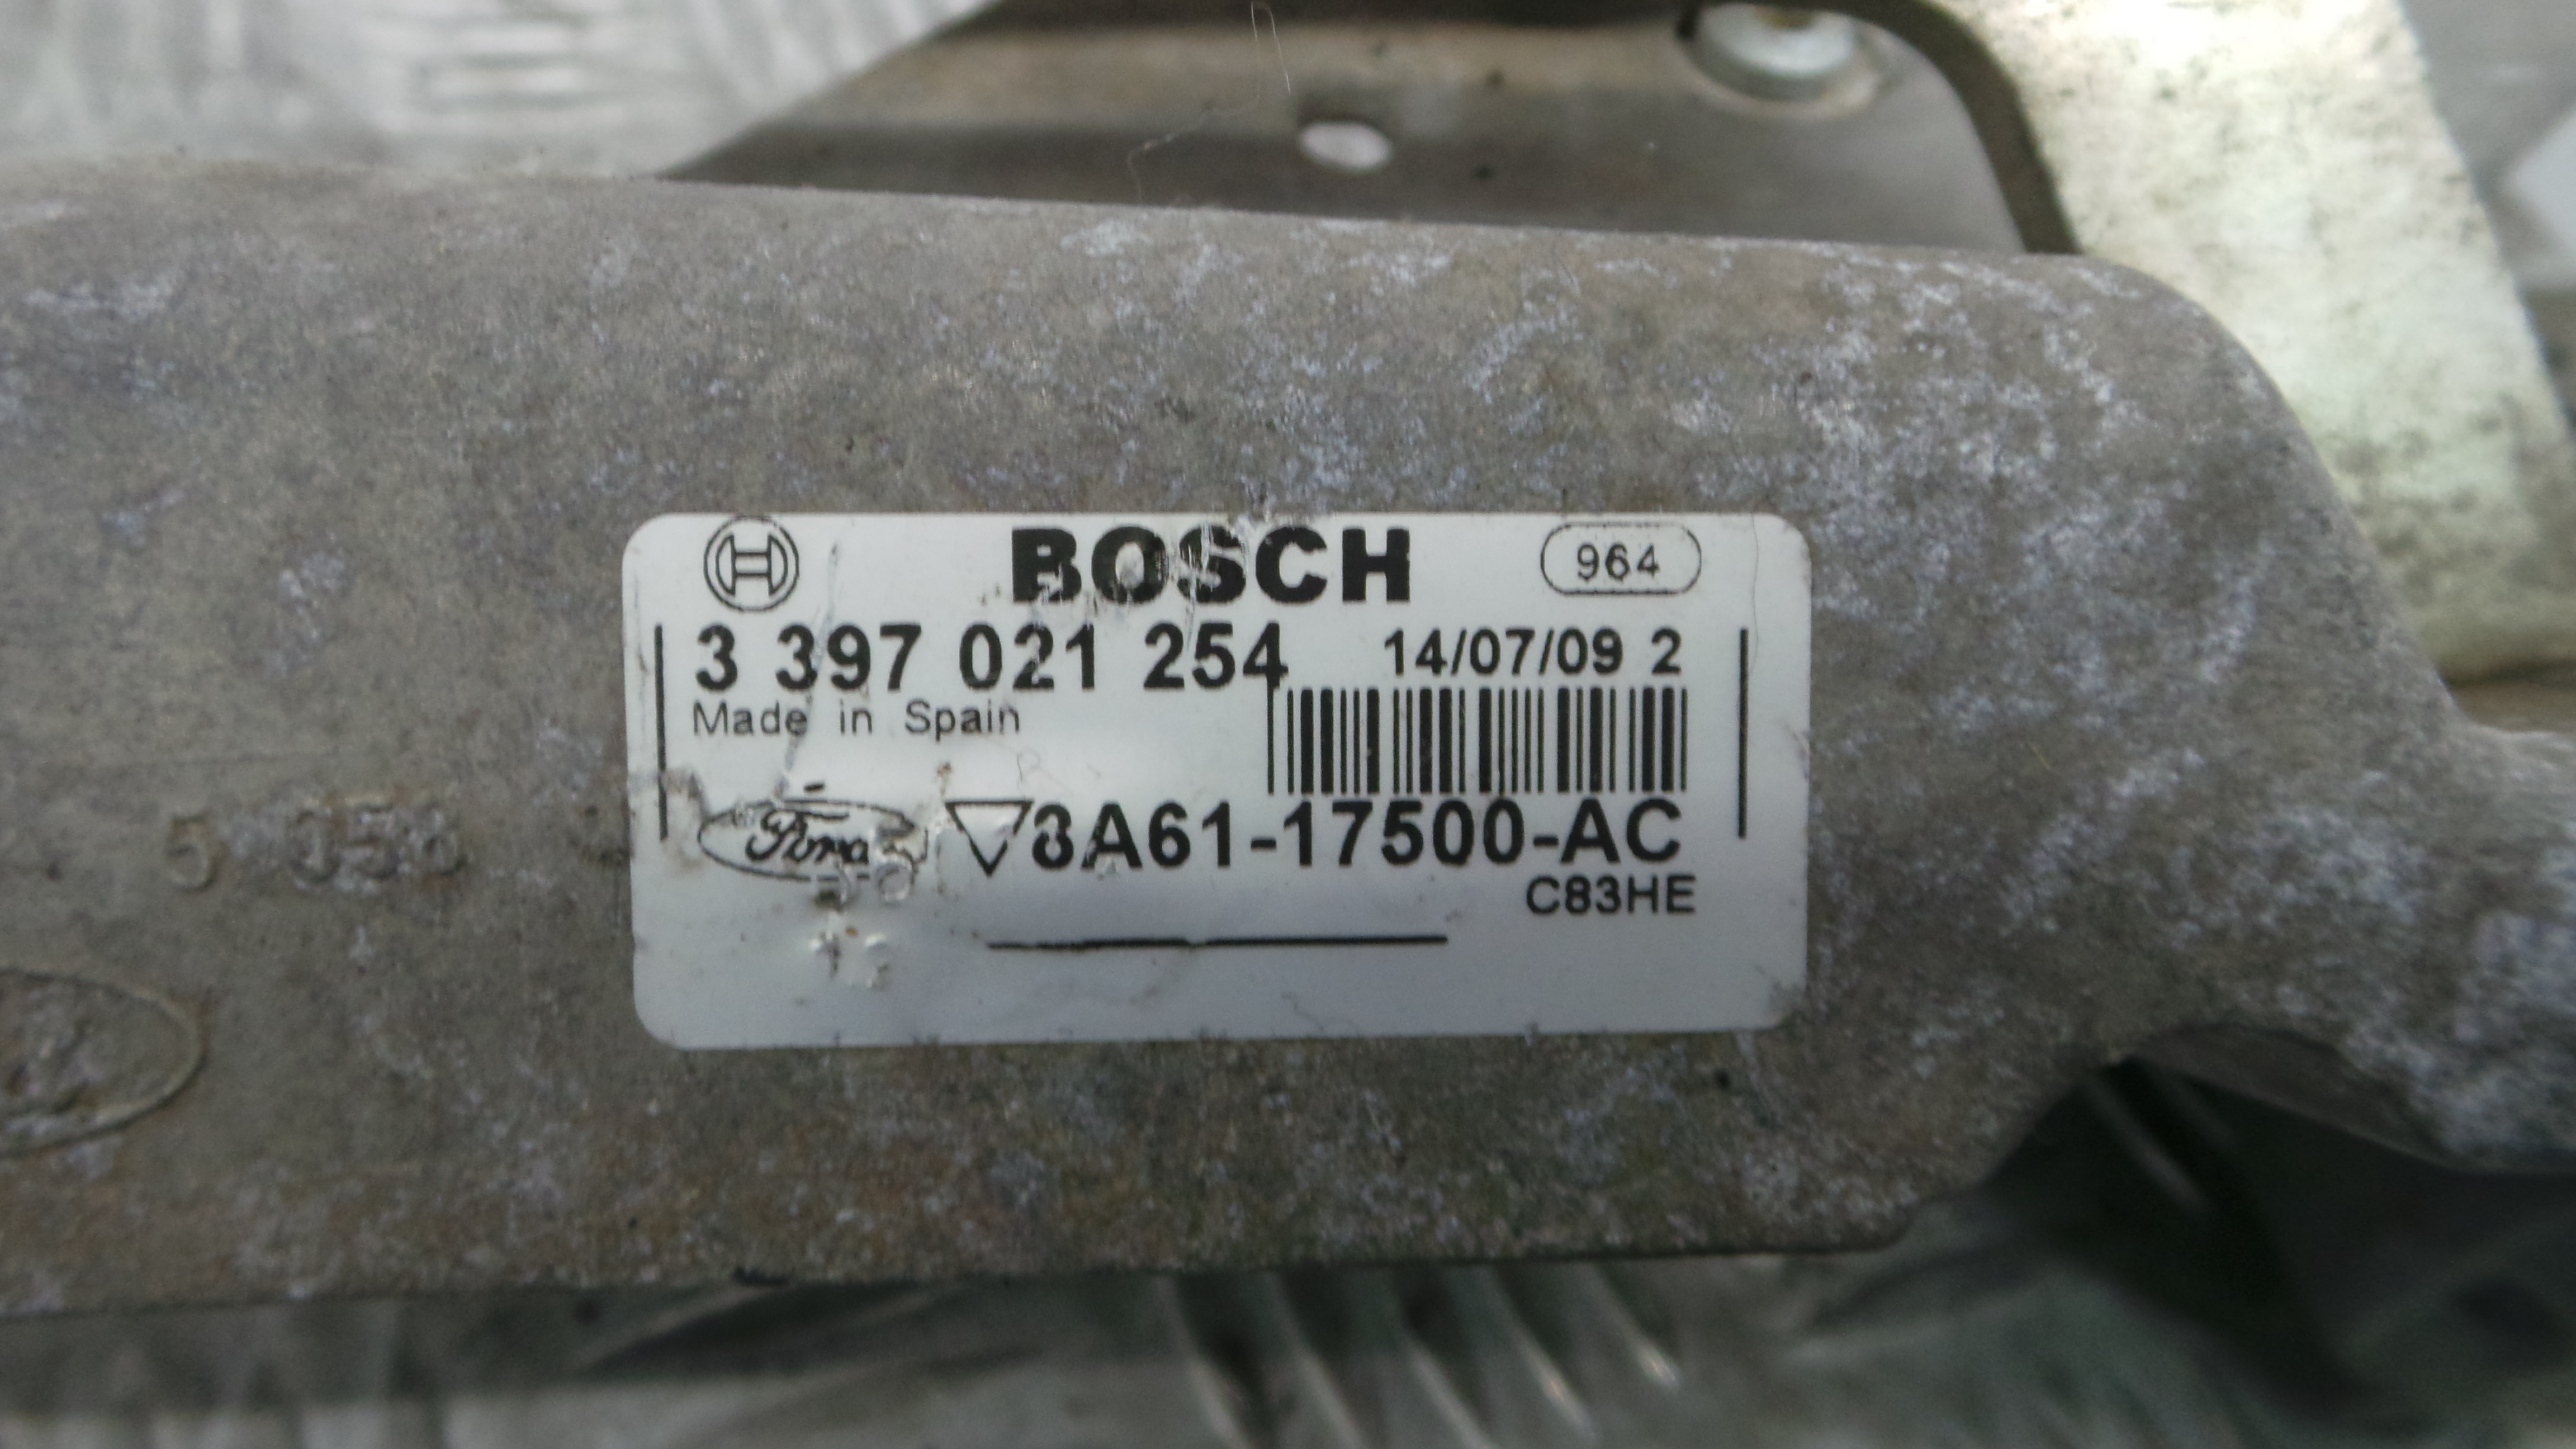 BOSCH 964
3 397 021 254 14/07/09 2
Made in Spain
Ford 8A61-17500-AC
C83HE